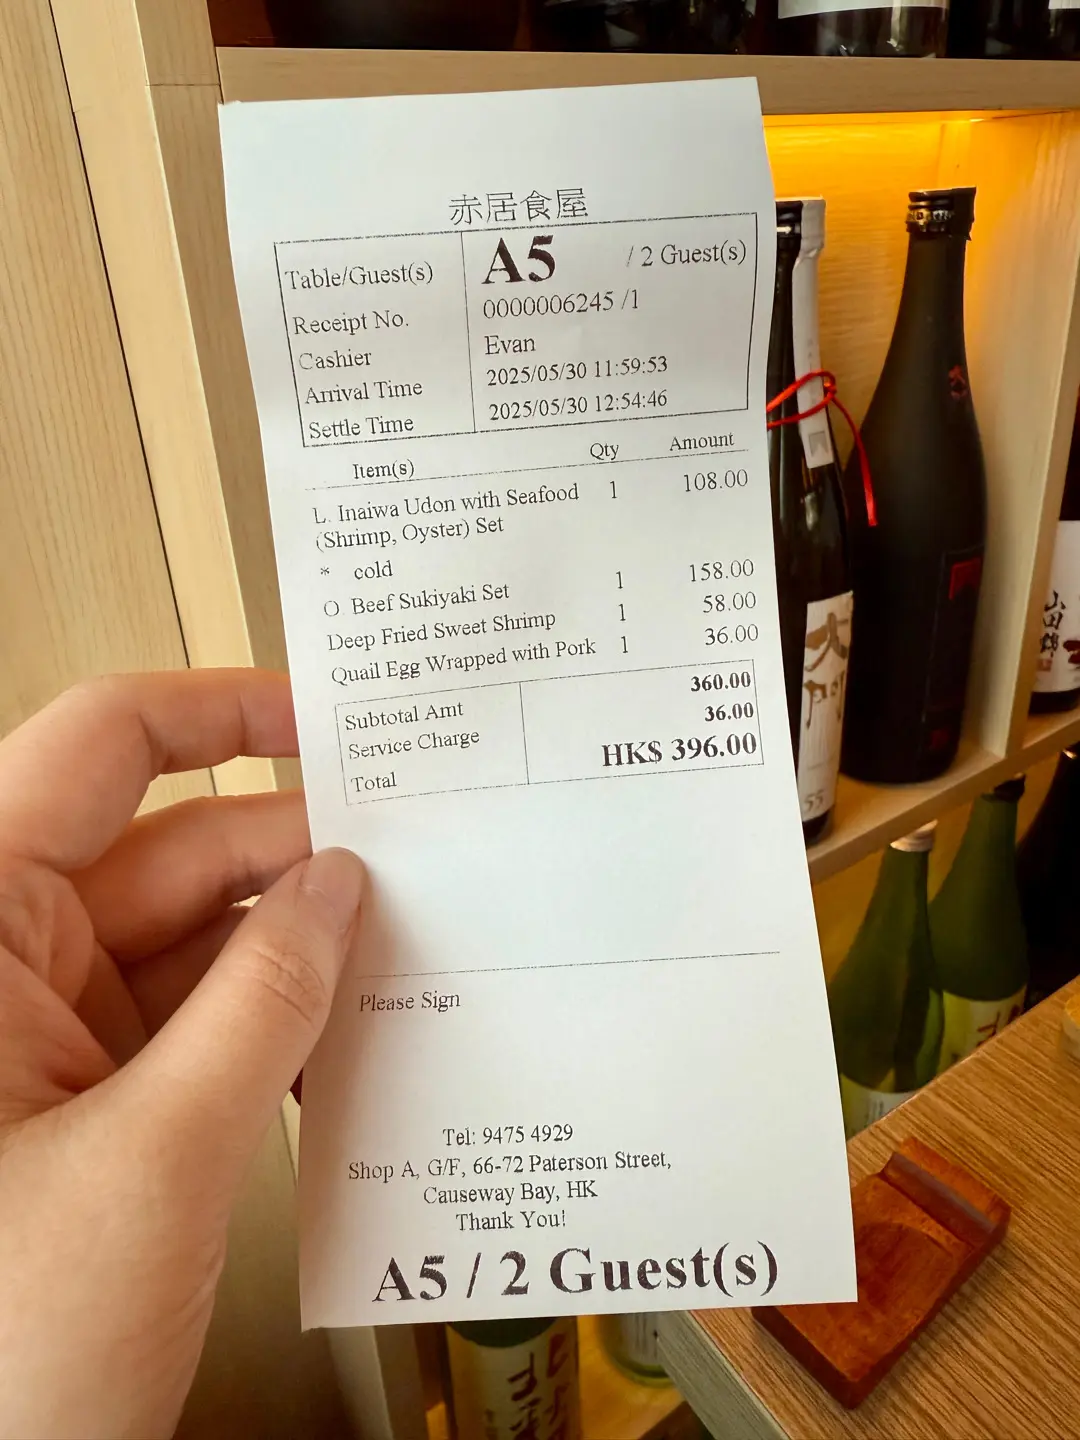 赤居食屋
Table/Guest(s) A5 / 2 Guest(s)
Receipt No. 0000006245 /1
Cashier Evan
Arrival Time 2025/05/30 11:59:53
Settle Time 2025/05/30 12:54:46
Item(s) Qty Amount
L. Inaiwa Udon with Seafood 1 108.00
(Shrimp, Oyster) Set
* cold
O. Beef Sukiyaki Set 1 158.00
Deep Fried Sweet Shrimp 1 58.00
Quail Egg Wrapped with Pork 1 36.00
Subtotal Amt 360.00
Service Charge 36.00
Total HK$ 396.00
Please Sign
Tel: 9475 4929
Shop A, G/F, 66-72 Paterson Street,
Causeway Bay, HK
Thank You!
A5 / 2 Guest(s)
55
山田錦